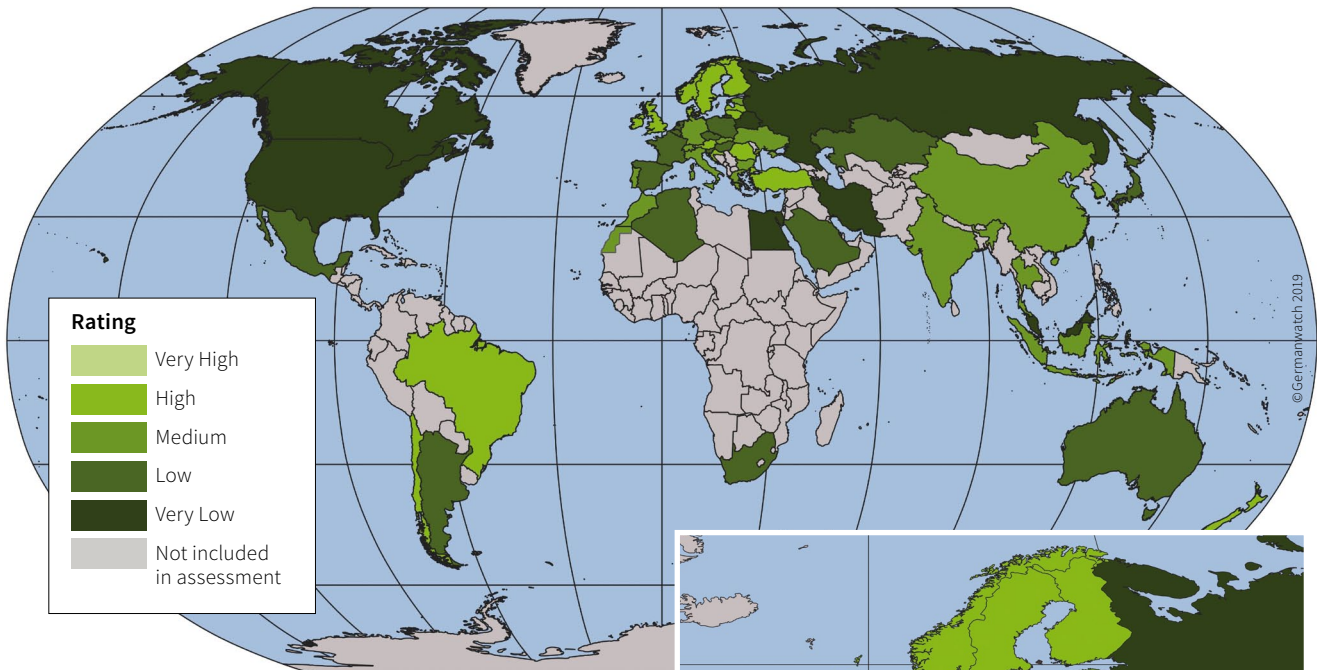 Rating
Very High
High
Medium
Low
Very Low
Not included
in assessment
©Germanwatch 2019